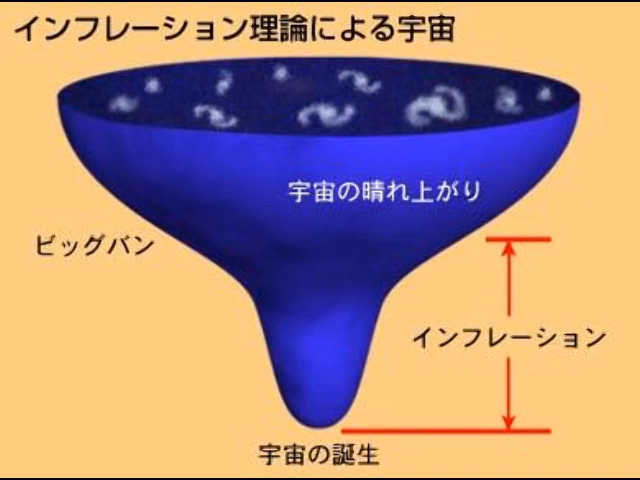 インフレーション理論による宇宙
宇宙の晴れ上がり
ビッグバン
インフレーション
宇宙の誕生